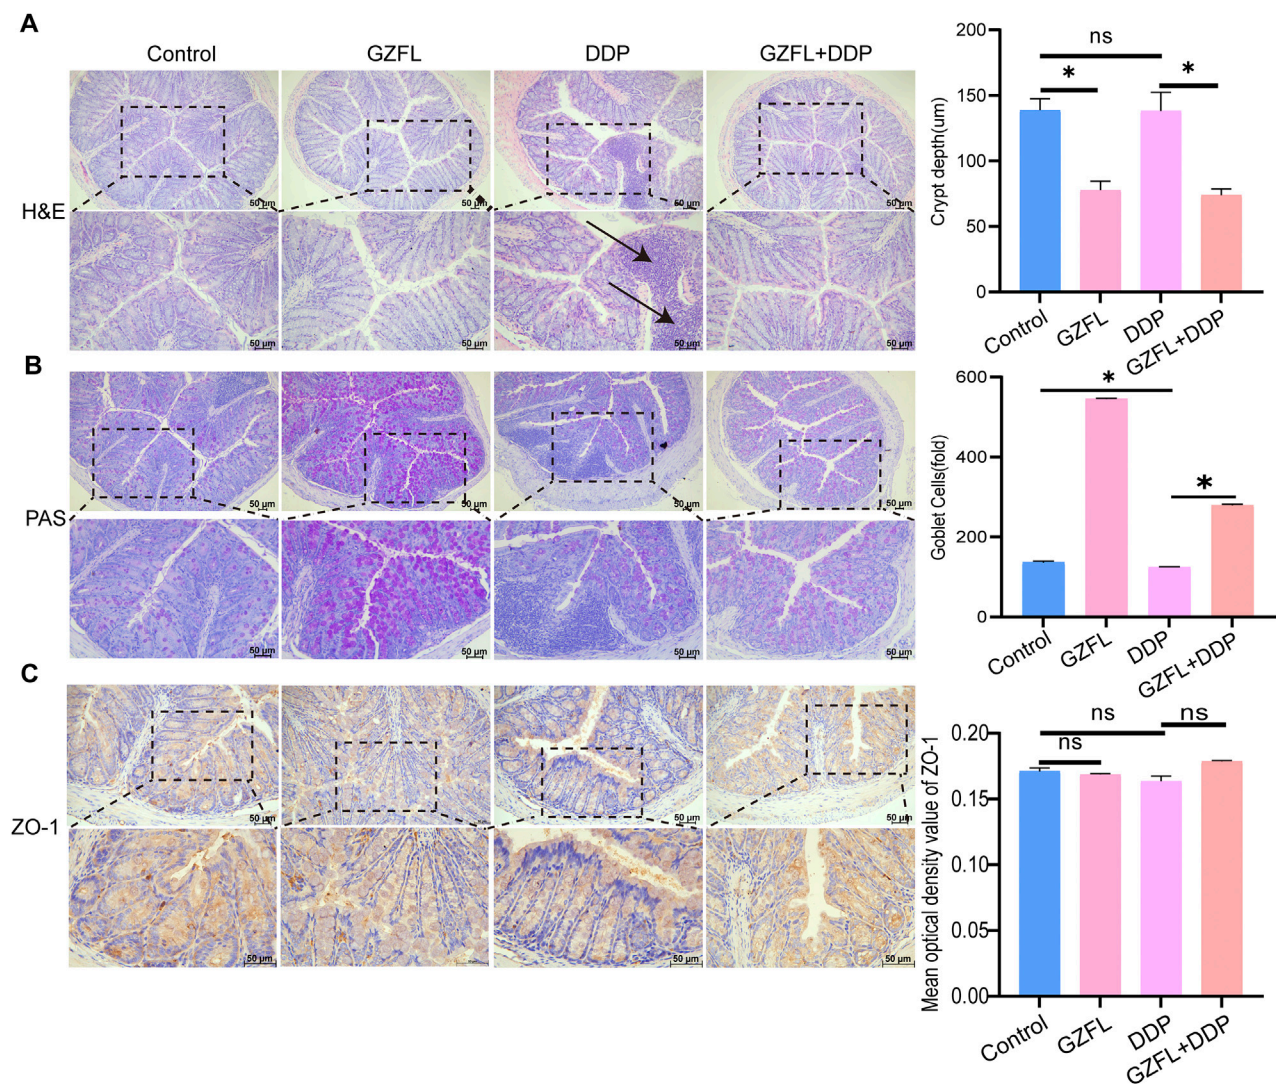 A
Control
GZFL
DDP
GZFL+DDP
H&E
50 μm
50 μm
50 μm
50 μm
50 μm
50 μm
50 μm
50 μm
200
150
100
50
0
Crypt depth(um)
ns
*
*
Control
GZFL
DDP
GZFL+DDP
B
PAS
50 μm
50 μm
50 μm
50 μm
50 μm
50 μm
50 μm
50 μm
600
400
200
0
Goblet Cells(fold)
*
*
Control
GZFL
DDP
GZFL+DDP
C
ZO-1
50 μm
50 μm
50 μm
50 μm
50 μm
50 μm
0.20
0.15
0.10
0.05
0.00
Mean optical density value of ZO-1
ns
ns
ns
Control
GZFL
DDP
GZFL+DDP